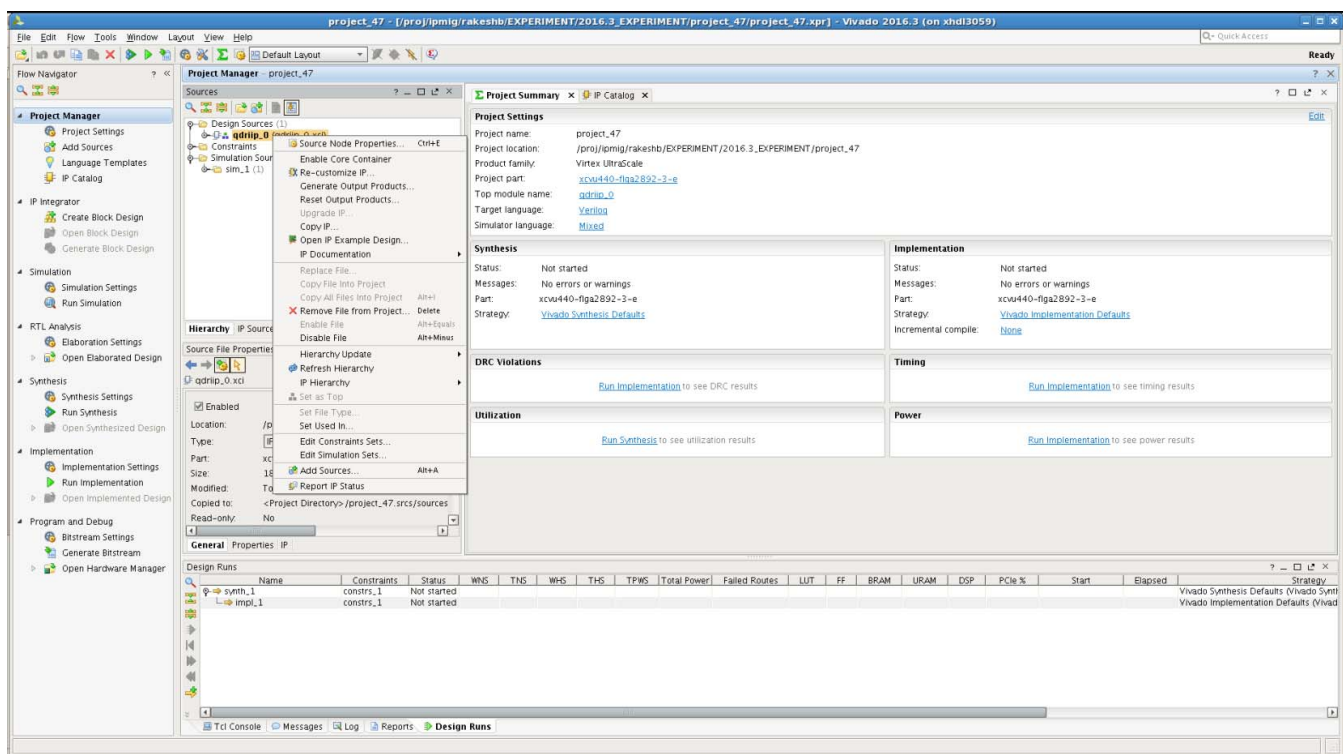 project_47 - [/proj/ipmig/rakeshb/EXPERIMENT/2016.3_EXPERIMENT/project_47/project_47.xpr] - Vivado 2016.3 (on xhdl3059)
File Edit Flow Tools Window Layout View Help
Quick Access
Default Layout
Ready
Flow Navigator
Project Manager
Project Settings
Add Sources
Language Templates
IP Catalog
IP Integrator
Create Block Design
Open Block Design
Generate Block Design
Simulation
Simulation Settings
Run Simulation
RTL Analysis
Elaboration Settings
Open Elaborated Design
Synthesis
Synthesis Settings
Run Synthesis
Open Synthesized Design
Implementation
Implementation Settings
Run Implementation
Open Implemented Design
Program and Debug
Bitstream Settings
Generate Bitstream
Open Hardware Manager
Project Manager - project_47
Sources
Design Sources (1)
qdriip_0 (qdriip_0.xci)
Constraints
Simulation Sour
sim_1 (1)
Hierarchy IP Source
Source File Properties
qdriip_0.xci
Enabled
Location: /p
Type: IP
Part: xc
Size: 18
Modified: To
Copied to: <Project Directory>/project_47.srcs/sources
Read-only: No
General Properties IP
Source Node Properties... Ctrl+E
Enable Core Container
Re-customize IP...
Generate Output Products...
Reset Output Products...
Upgrade IP...
Copy IP...
Open IP Example Design...
IP Documentation
Replace File...
Copy File Into Project
Copy All Files Into Project Alt+I
Remove File from Project... Delete
Enable File Alt+Equals
Disable File Alt+Minus
Hierarchy Update
Refresh Hierarchy
IP Hierarchy
Set as Top
Set File Type...
Set Used In...
Edit Constraints Sets...
Edit Simulation Sets...
Add Sources... Alt+A
Report IP Status
Project Summary IP Catalog
Project Settings Edit
Project name: project_47
Project location: /proj/ipmig/rakeshb/EXPERIMENT/2016.3_EXPERIMENT/project_47
Product family: Virtex UltraScale
Project part: xcvu440-flga2892-3-e
Top module name: qdriip_0
Target language: Verilog
Simulator language: Mixed
Synthesis
Status: Not started
Messages: No errors or warnings
Part: xcvu440-flga2892-3-e
Strategy: Vivado Synthesis Defaults
Implementation
Status: Not started
Messages: No errors or warnings
Part: xcvu440-flga2892-3-e
Strategy: Vivado Implementation Defaults
Incremental compile: None
DRC Violations
Run Implementation to see DRC results
Timing
Run Implementation to see timing results
Utilization
Run Synthesis to see utilization results
Power
Run Implementation to see power results
Design Runs
Name Constraints Status WNS TNS WHS THS TPWS Total Power Failed Routes LUT FF BRAM URAM DSP PCIe % Start Elapsed Strategy
synth_1 constrs_1 Not started Vivado Synthesis Defaults (Vivado Synth
impl_1 constrs_1 Not started Vivado Implementation Defaults (Vivad
Tcl Console Messages Log Reports Design Runs